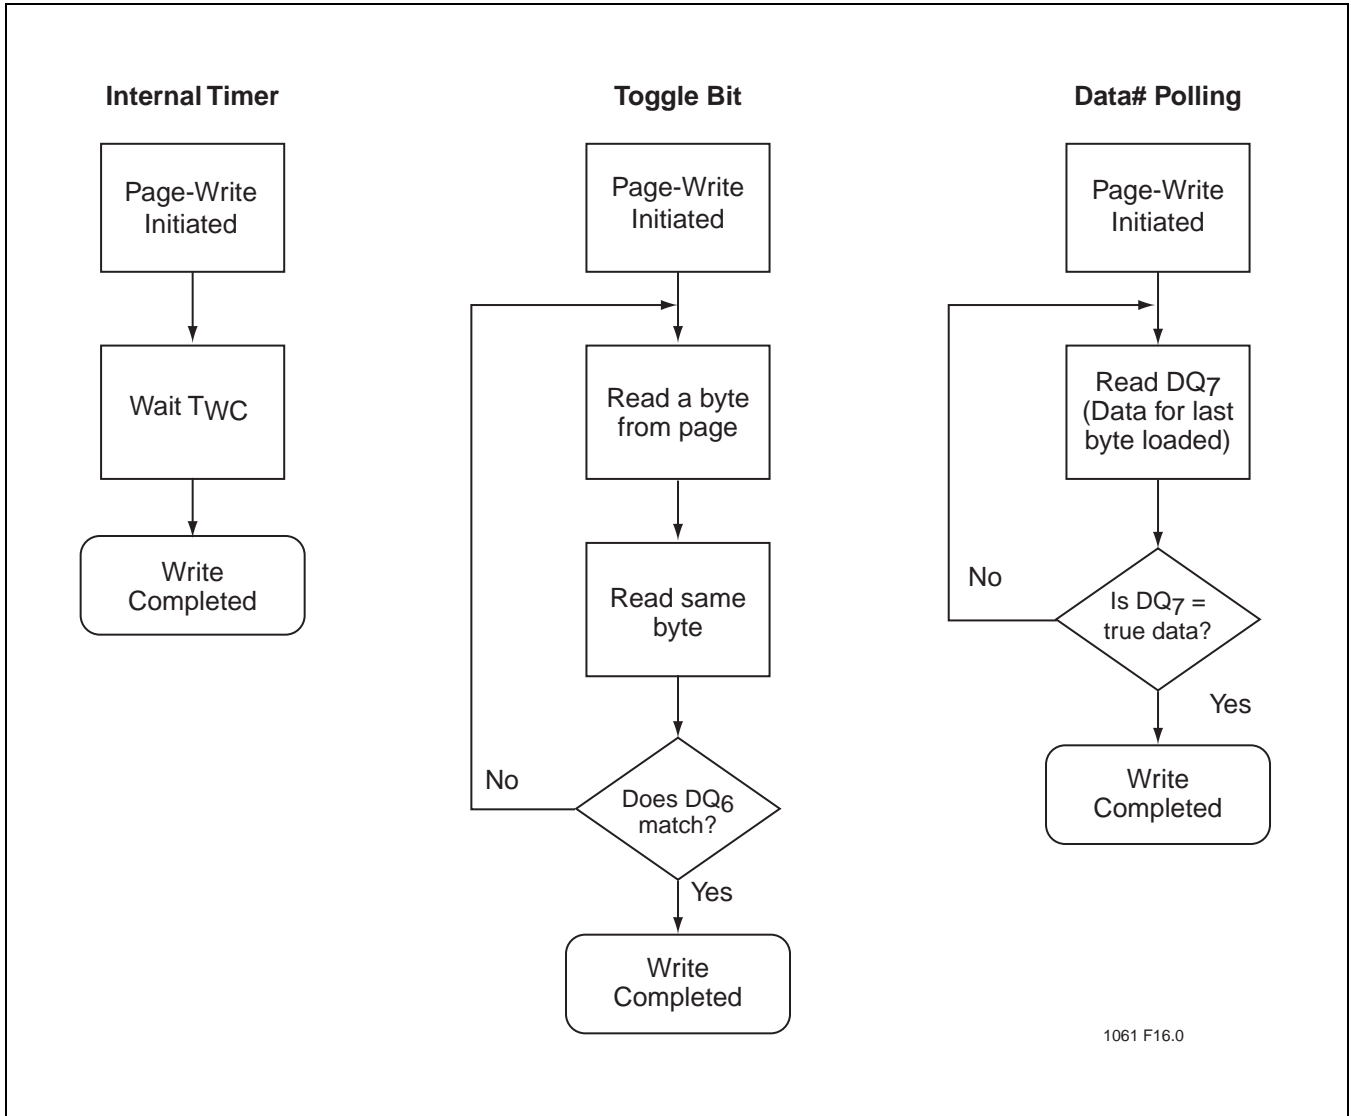 Internal Timer
Page-Write
Initiated
Wait TWC
Write
Completed
Toggle Bit
Page-Write
Initiated
Read a byte
from page
Read same
byte
No
Does DQ6
match?
Yes
Write
Completed
Data# Polling
Page-Write
Initiated
Read DQ7
(Data for last
byte loaded)
No
Is DQ7 =
true data?
Yes
Write
Completed
1061 F16.0